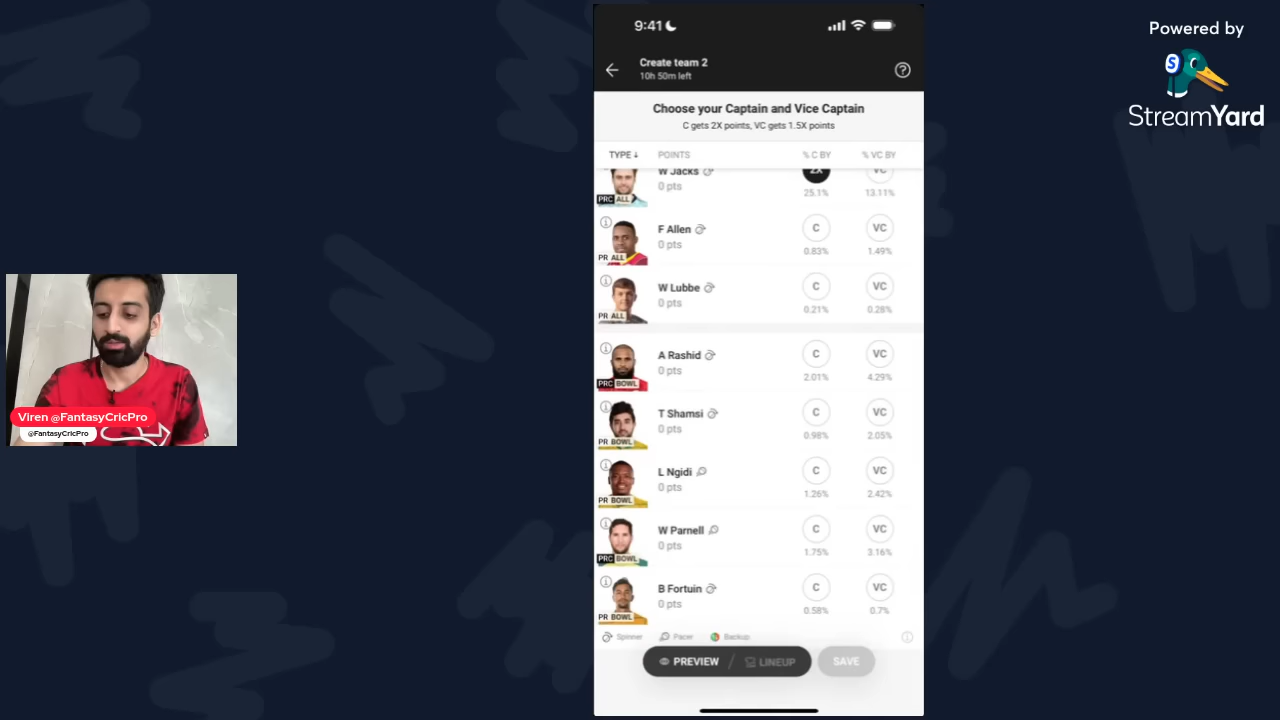 Powered by
S
StreamYard
9:41
Create team 2
10h 50m left
Choose your Captain and Vice Captain
C gets 2X points, VC gets 1.5X points
TYPE ↓ POINTS % C BY % VC BY
W Jacks 2X VC
0 pts 25.1% 13.11%
PRC ALL
F Allen C VC
0 pts 0.83% 1.49%
PR ALL
W Lubbe C VC
0 pts 0.21% 0.28%
PR ALL
A Rashid C VC
0 pts 2.01% 4.29%
PRC BOWL
T Shamsi C VC
0 pts 0.98% 2.05%
PR BOWL
L Ngidi C VC
0 pts 1.26% 2.42%
PR BOWL
W Parnell C VC
0 pts 1.75% 3.16%
PRC BOWL
B Fortuin C VC
0 pts 0.58% 0.7%
PR BOWL
Spinner Pacer Backup
PREVIEW / LINEUP SAVE
Viren @FantasyCricPro
@FantasyCricPro